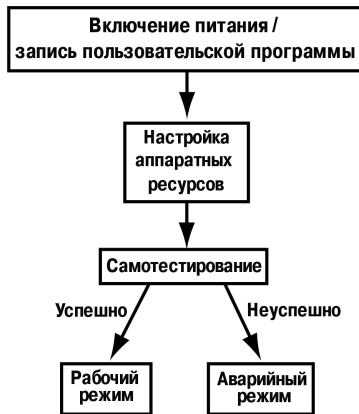 Включение питания /
запись пользовательской программы
Настройка
аппаратных
ресурсов
Самотестирование
Успешно
Неуспешно
Рабочий
режим
Аварийный
режим